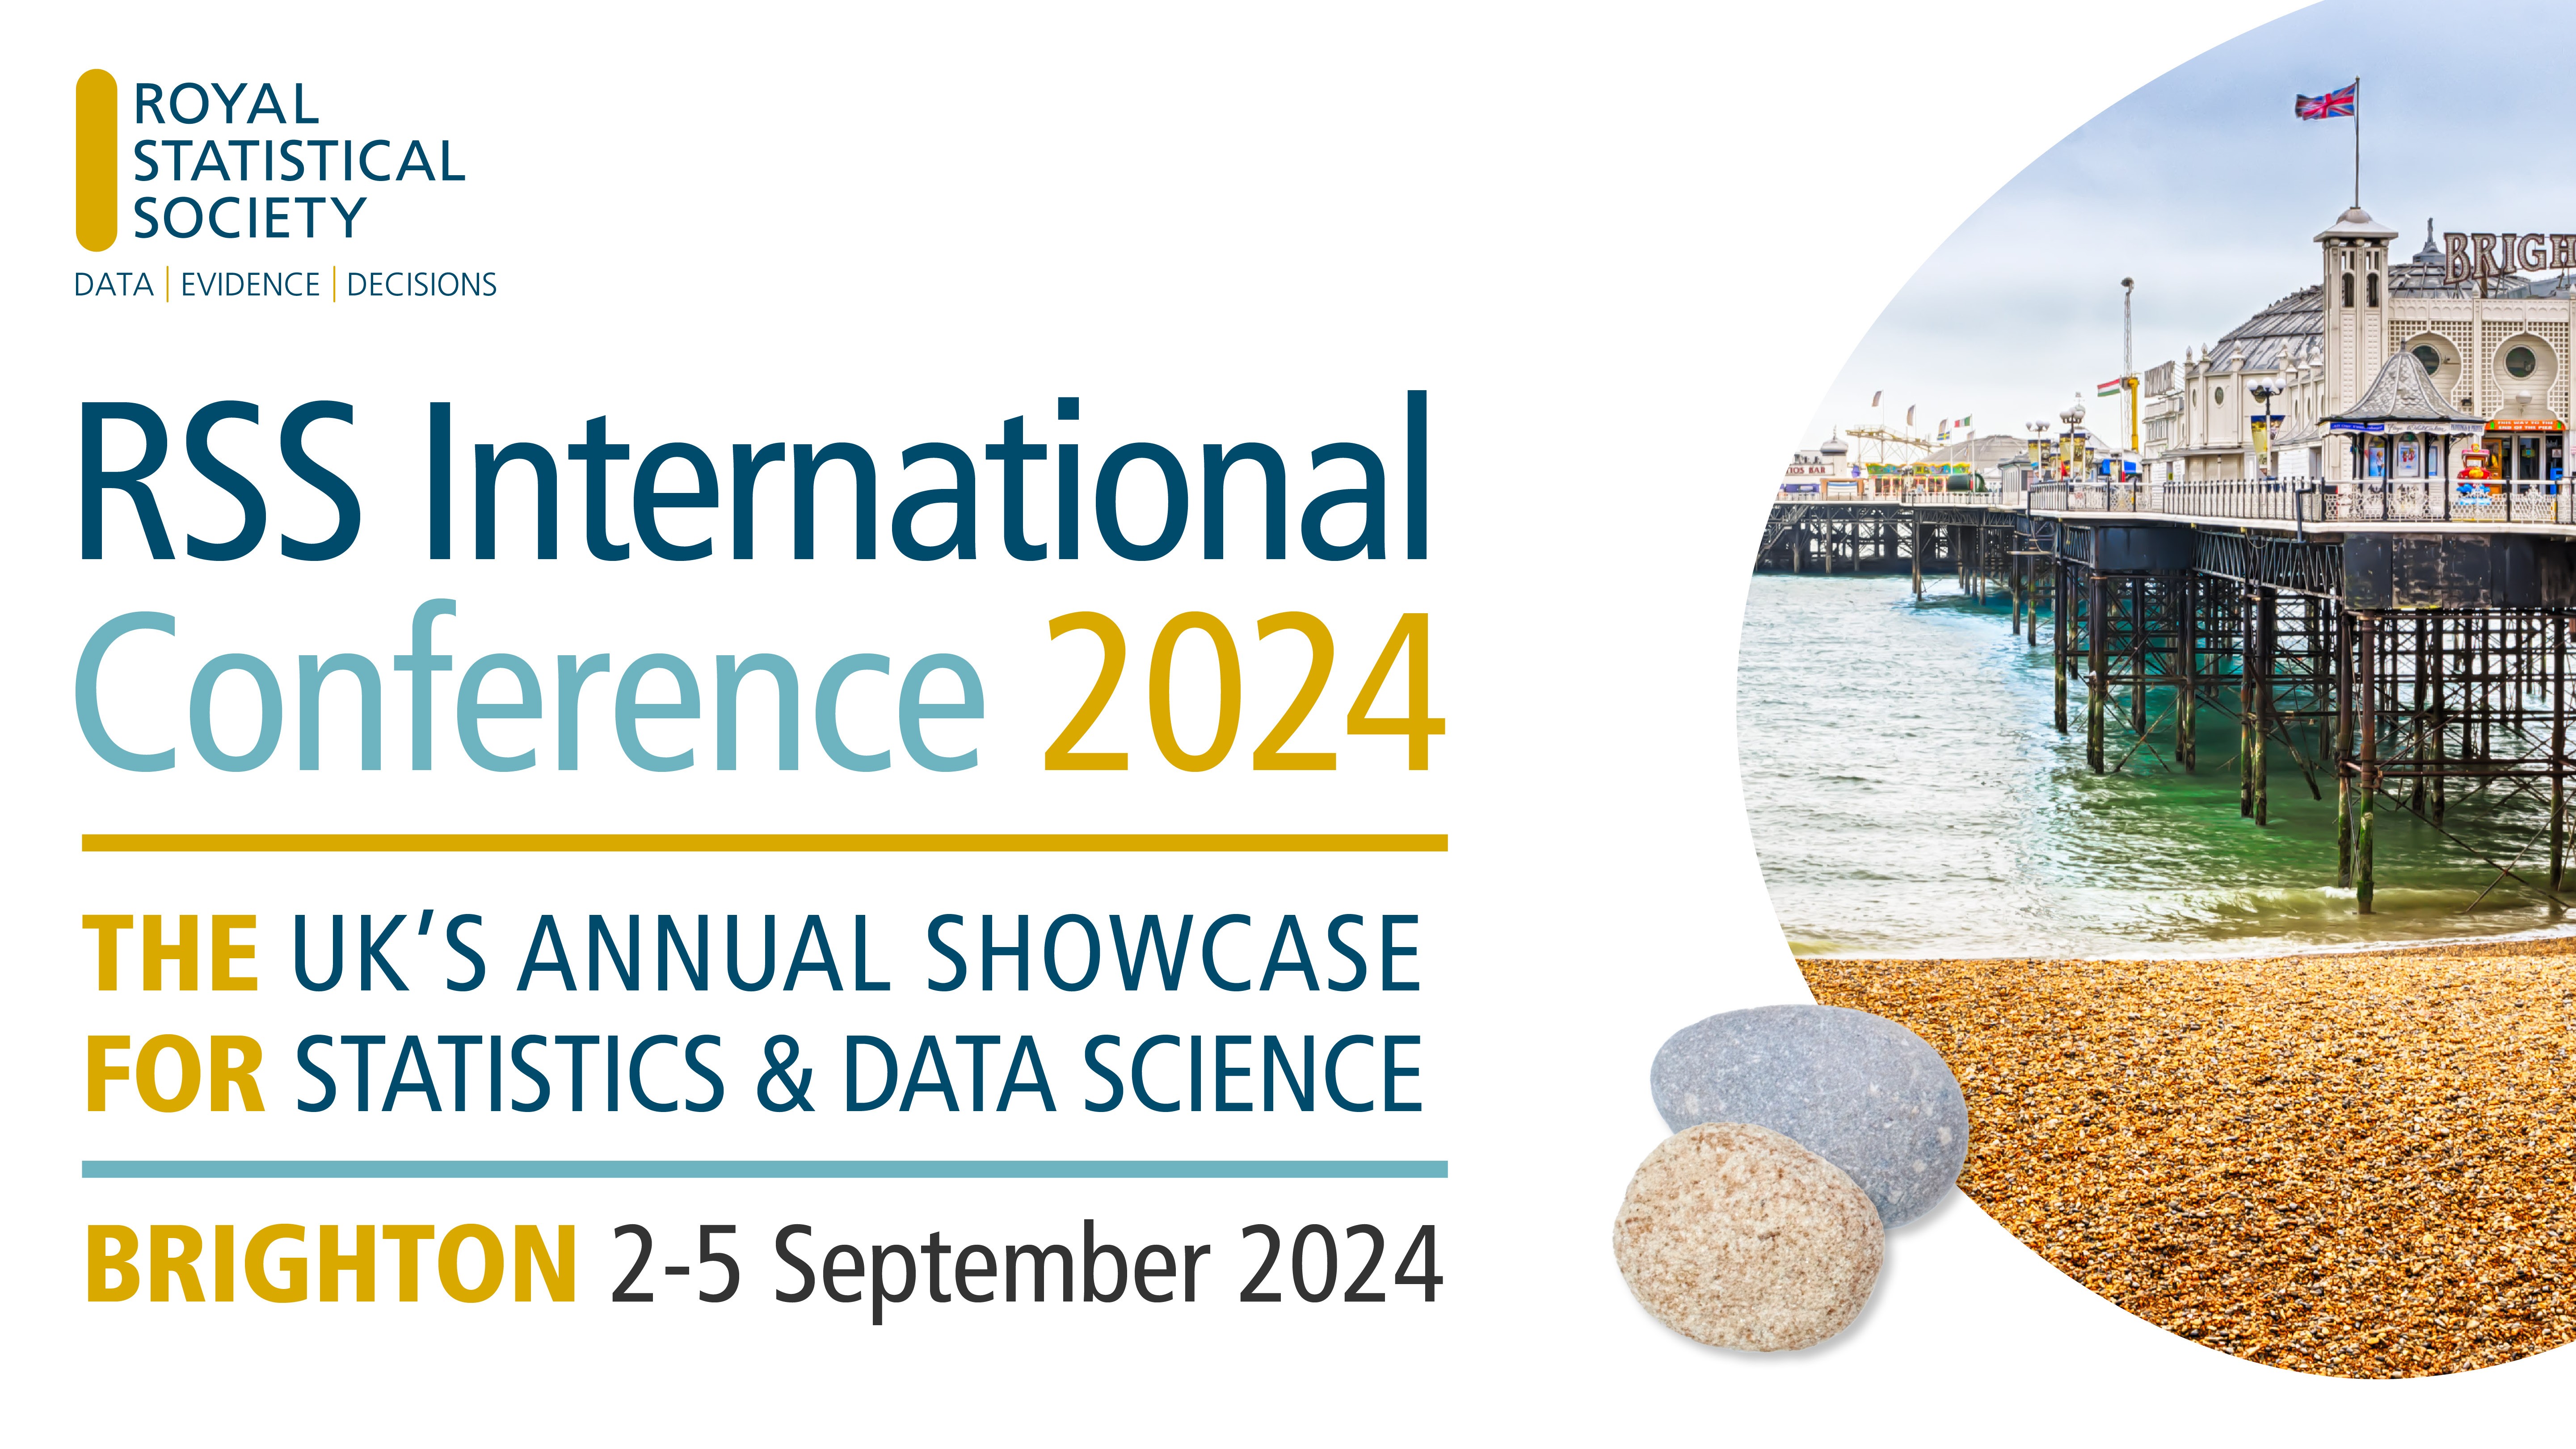 ROYAL
STATISTICAL
SOCIETY
DATA | EVIDENCE | DECISIONS
RSS International
Conference 2024
THE UK’S ANNUAL SHOWCASE
FOR STATISTICS & DATA SCIENCE
BRIGHTON 2-5 September 2024
BRIGH